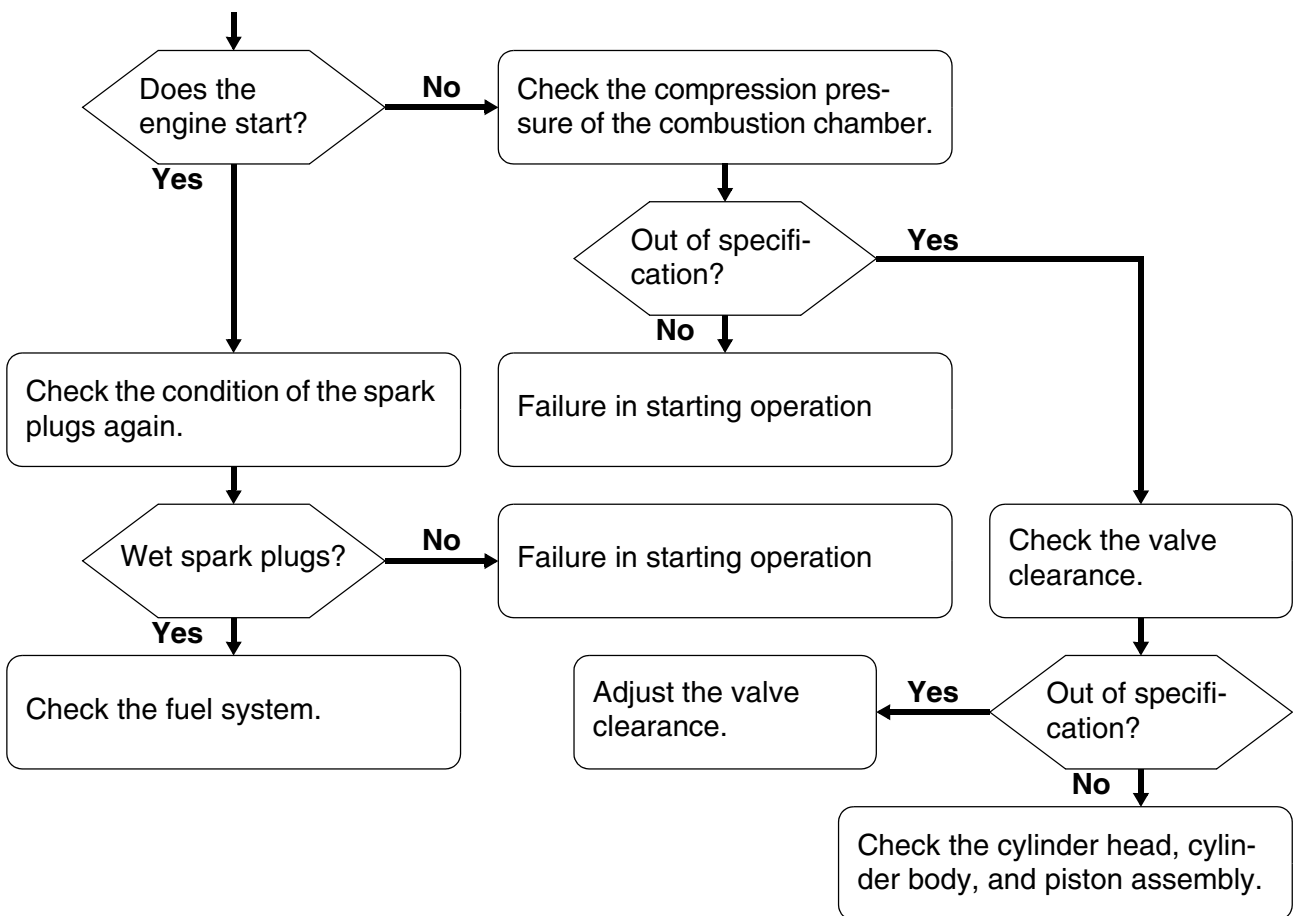 Does the
engine start?
No
Check the compression pres-
sure of the combustion chamber.
Yes
Out of specifi-
cation?
Yes
No
Check the condition of the spark
plugs again.
Failure in starting operation
Wet spark plugs?
No
Failure in starting operation
Check the valve
clearance.
Yes
Check the fuel system.
Adjust the valve
clearance.
Yes
Out of specifi-
cation?
No
Check the cylinder head, cylin-
der body, and piston assembly.